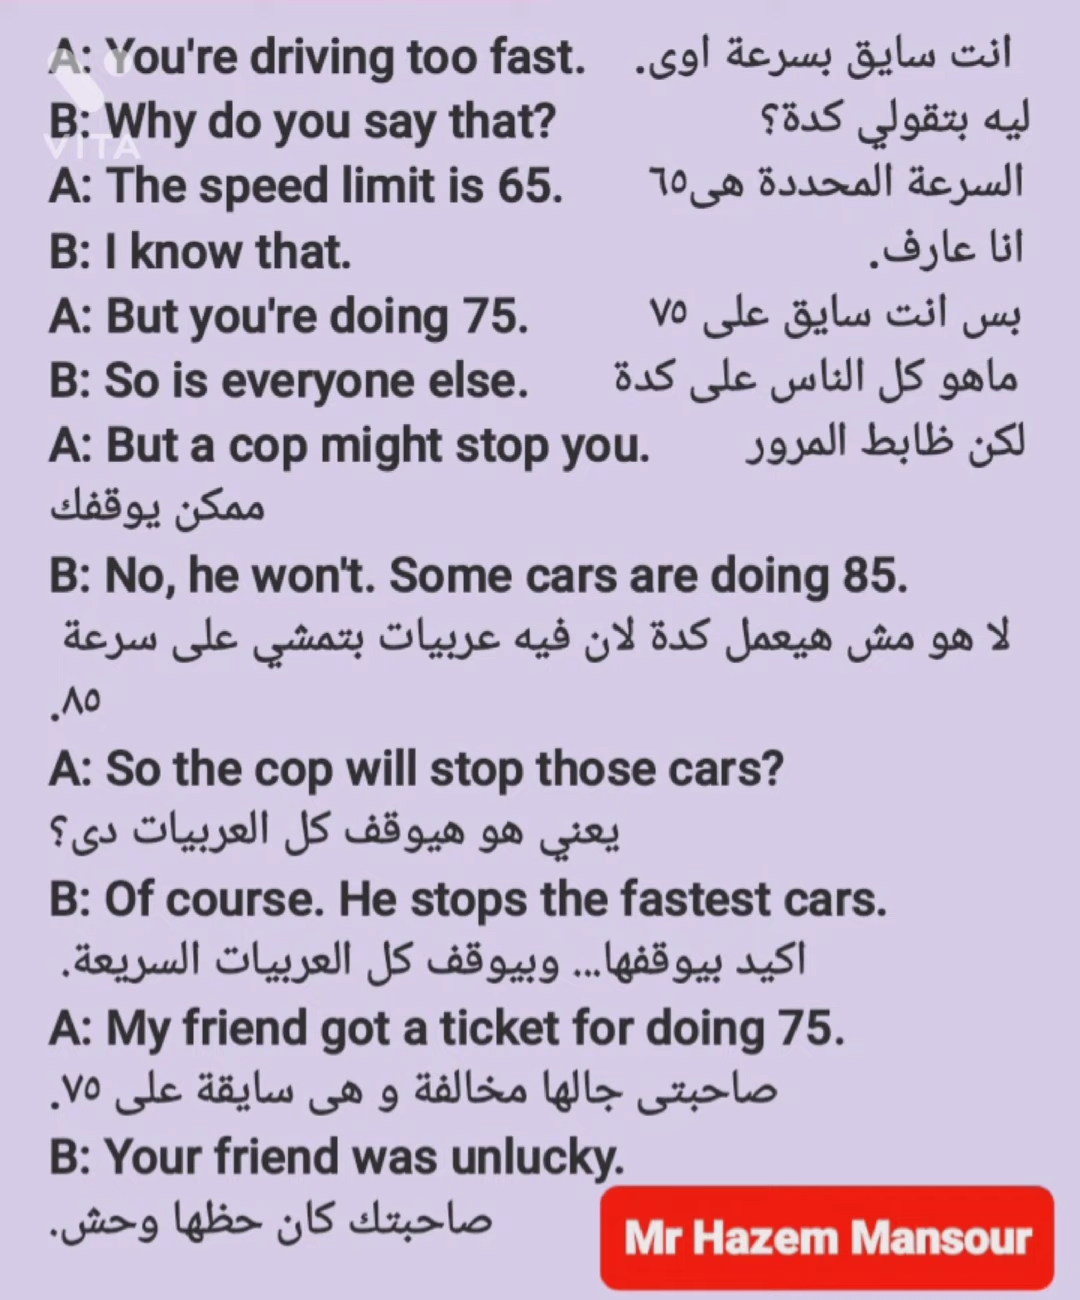 A: You're driving too fast. انت سايق بسرعة اوى.
B: Why do you say that? ليه بتقولي كدة؟
VITA
A: The speed limit is 65. السرعة المحددة هى٦٥
B: I know that. انا عارف.
A: But you're doing 75. بس انت سايق على ٧٥
B: So is everyone else. ماهو كل الناس على كدة
A: But a cop might stop you. لكن ظابط المرور
ممكن يوقفك
B: No, he won't. Some cars are doing 85.
لا هو مش هيعمل كدة لان فيه عربيات بتمشي على سرعة
٨٥.
A: So the cop will stop those cars?
يعني هو هيوقف كل العربيات دى؟
B: Of course. He stops the fastest cars.
اكيد بيوقفها... وبيوقف كل العربيات السريعة.
A: My friend got a ticket for doing 75.
صاحبتى جالها مخالفة و هى سايقة على ٧٥.
B: Your friend was unlucky.
صاحبتك كان حظها وحش.
Mr Hazem Mansour